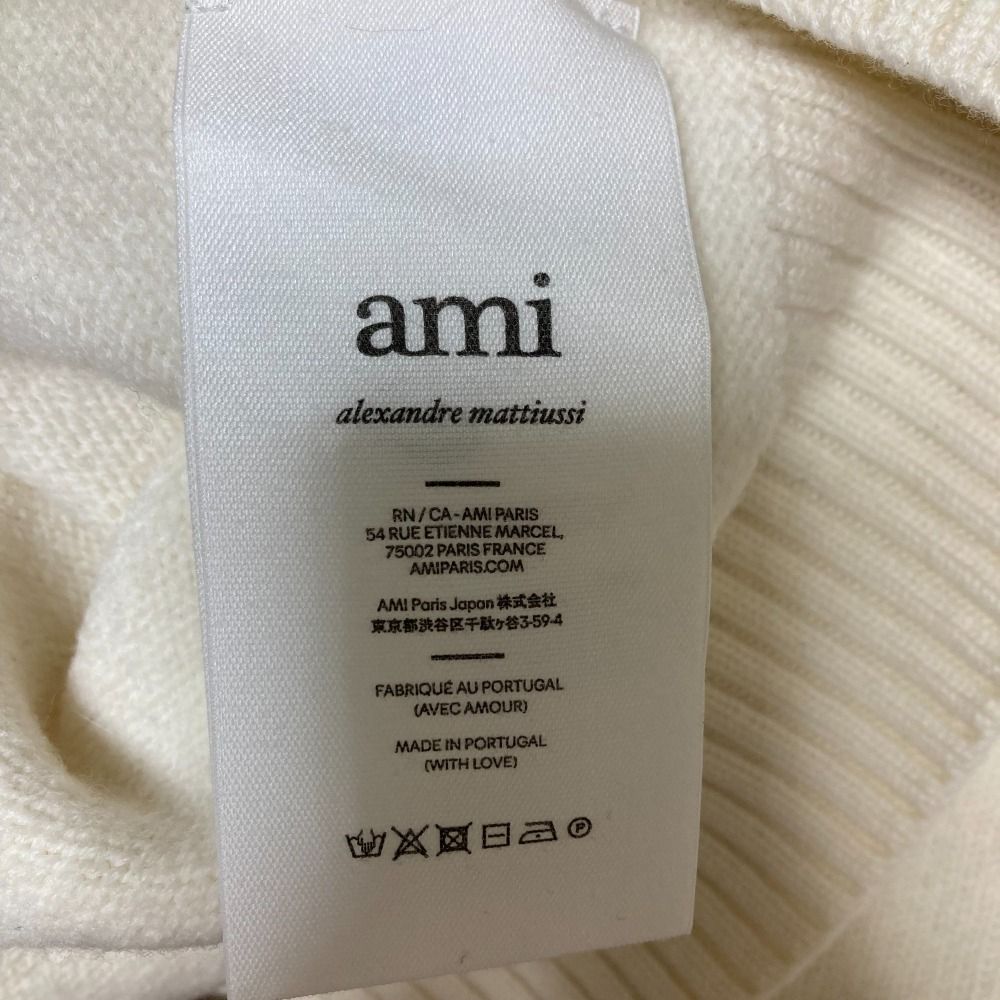 ami
alexandre mattiussi
RN / CA - AMI PARIS
54 RUE ETIENNE MARCEL,
75002 PARIS FRANCE
AMIPARIS.COM
AMI Paris Japan 株式会社
東京都渋谷区千駄ヶ谷3-59-4
FABRIQUÉ AU PORTUGAL
(AVEC AMOUR)
MADE IN PORTUGAL
(WITH LOVE)
P